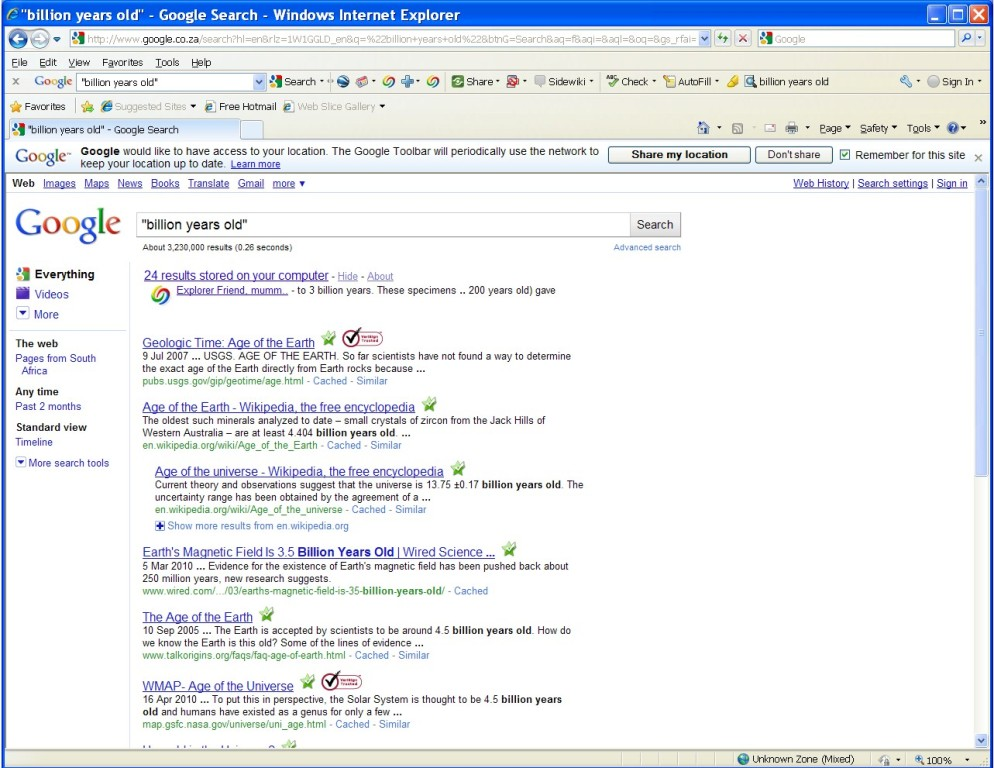 "billion years old" - Google Search - Windows Internet Explorer
http://www.google.co.za/search?hl=en&rlz=1W1GGLD_en&q=%22billion+years+old%22&btnG=Search&aq=f&aqi=&aql=&oq=&gs_rfai=
Google
File Edit View Favorites Tools Help
Google "billion years old" Search Share Sidewiki Check AutoFill billion years old Sign In
Favorites Suggested Sites Free Hotmail Web Slice Gallery
"billion years old" - Google Search
Page Safety Tools
Google Google would like to have access to your location. The Google Toolbar will periodically use the network to
keep your location up to date. Learn more
Share my location Don't share Remember for this site
Web Images Maps News Books Translate Gmail more
Web History | Search settings | Sign in
Google "billion years old" Search
About 3,230,000 results (0.26 seconds) Advanced search
Everything
Videos
More
The web
Pages from South
Africa
Any time
Past 2 months
Standard view
Timeline
More search tools
24 results stored on your computer - Hide - About
Explorer Friend, mumm.. - to 3 billion years. These specimens .. 200 years old) gave
Geologic Time: Age of the Earth VeriSign Trusted
9 Jul 2007 ... USGS. AGE OF THE EARTH. So far scientists have not found a way to determine
the exact age of the Earth directly from Earth rocks because ...
pubs.usgs.gov/gip/geotime/age.html - Cached - Similar
Age of the Earth - Wikipedia, the free encyclopedia
The oldest such minerals analyzed to date – small crystals of zircon from the Jack Hills of
Western Australia – are at least 4.404 billion years old. ...
en.wikipedia.org/wiki/Age_of_the_Earth - Cached - Similar
Age of the universe - Wikipedia, the free encyclopedia
Current theory and observations suggest that the universe is 13.75 ±0.17 billion years old. The
uncertainty range has been obtained by the agreement of a ...
en.wikipedia.org/wiki/Age_of_the_universe - Cached - Similar
Show more results from en.wikipedia.org
Earth's Magnetic Field Is 3.5 Billion Years Old | Wired Science ...
5 Mar 2010 ... Evidence for the existence of Earth's magnetic field has been pushed back about
250 million years, new research suggests.
www.wired.com/.../03/earths-magnetic-field-is-35-billion-years-old/ - Cached
The Age of the Earth
10 Sep 2005 ... The Earth is accepted by scientists to be around 4.5 billion years old. How do
we know the Earth is this old? Some of the lines of evidence ...
www.talkorigins.org/faqs/faq-age-of-earth.html - Cached - Similar
WMAP- Age of the Universe VeriSign Trusted
16 Apr 2010 ... To put this in perspective, the Solar System is thought to be 4.5 billion years
old and humans have existed as a genus for only a few ...
map.gsfc.nasa.gov/universe/uni_age.html - Cached - Similar
Unknown Zone (Mixed) 100%